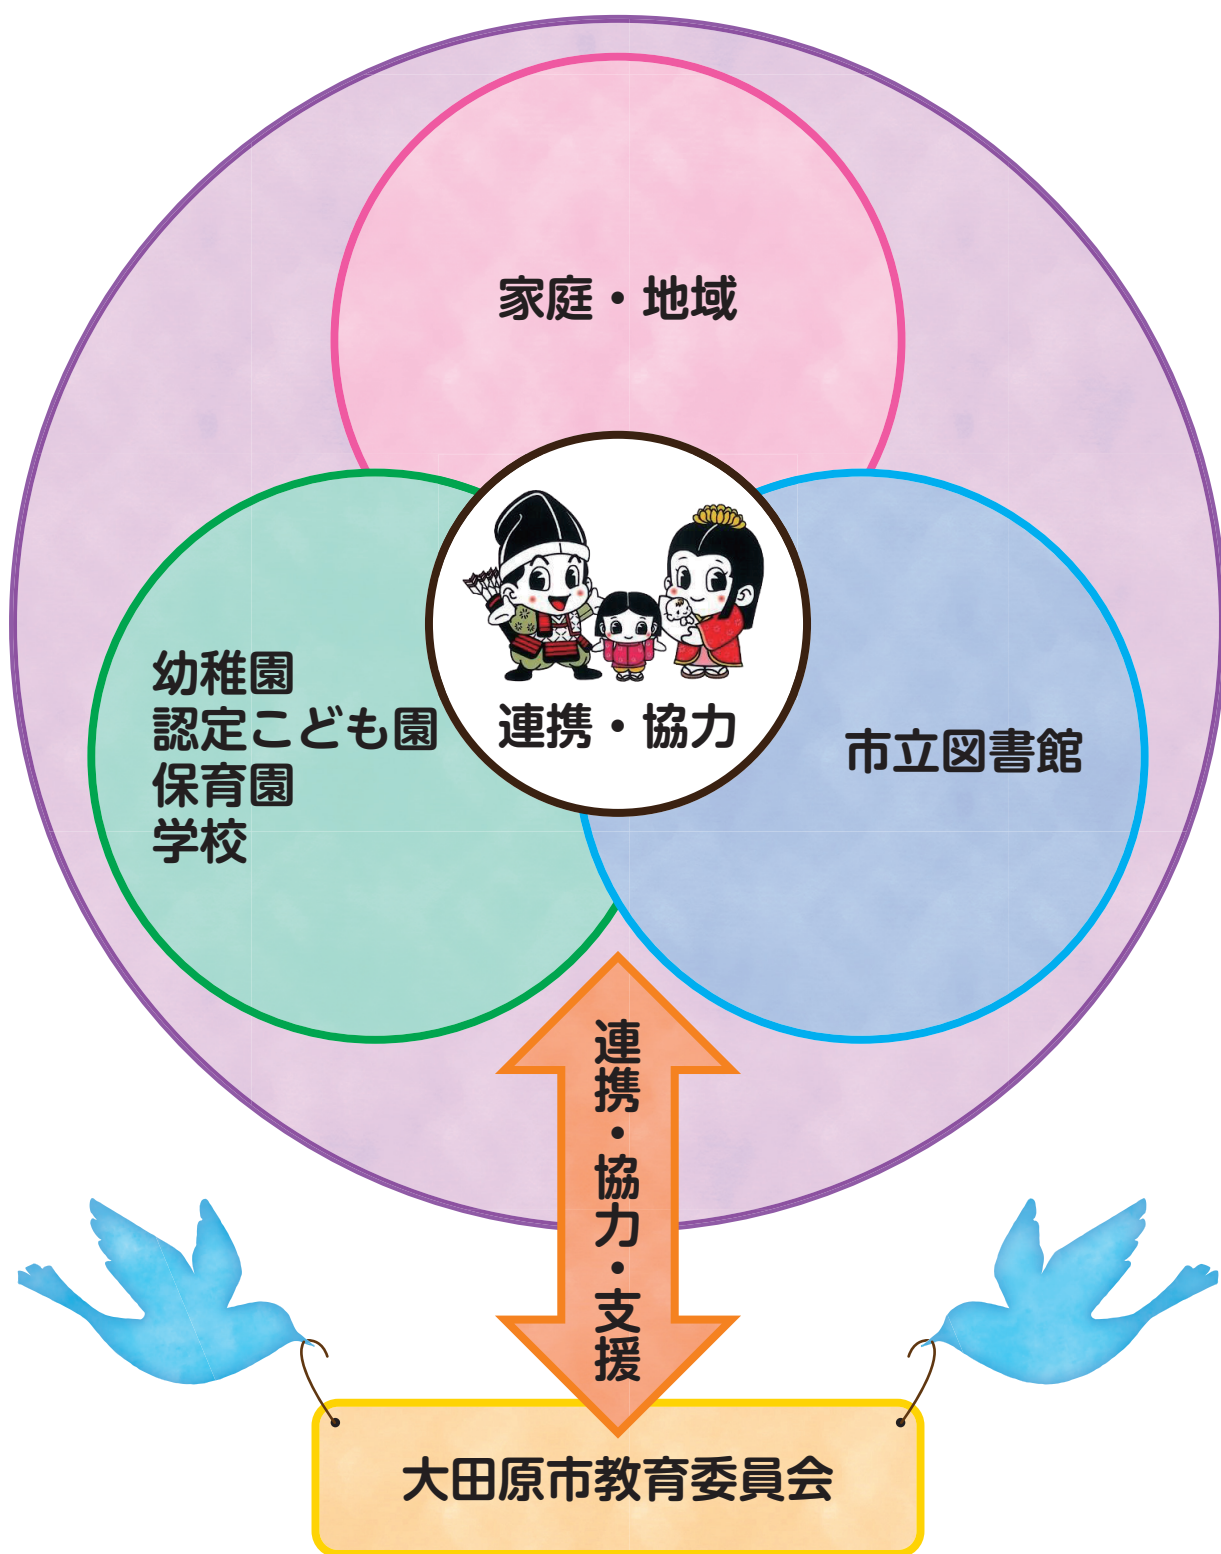 家庭・地域
幼稚園
認定こども園
保育園
学校
連携・協力
市立図書館
連携・協力・支援
大田原市教育委員会